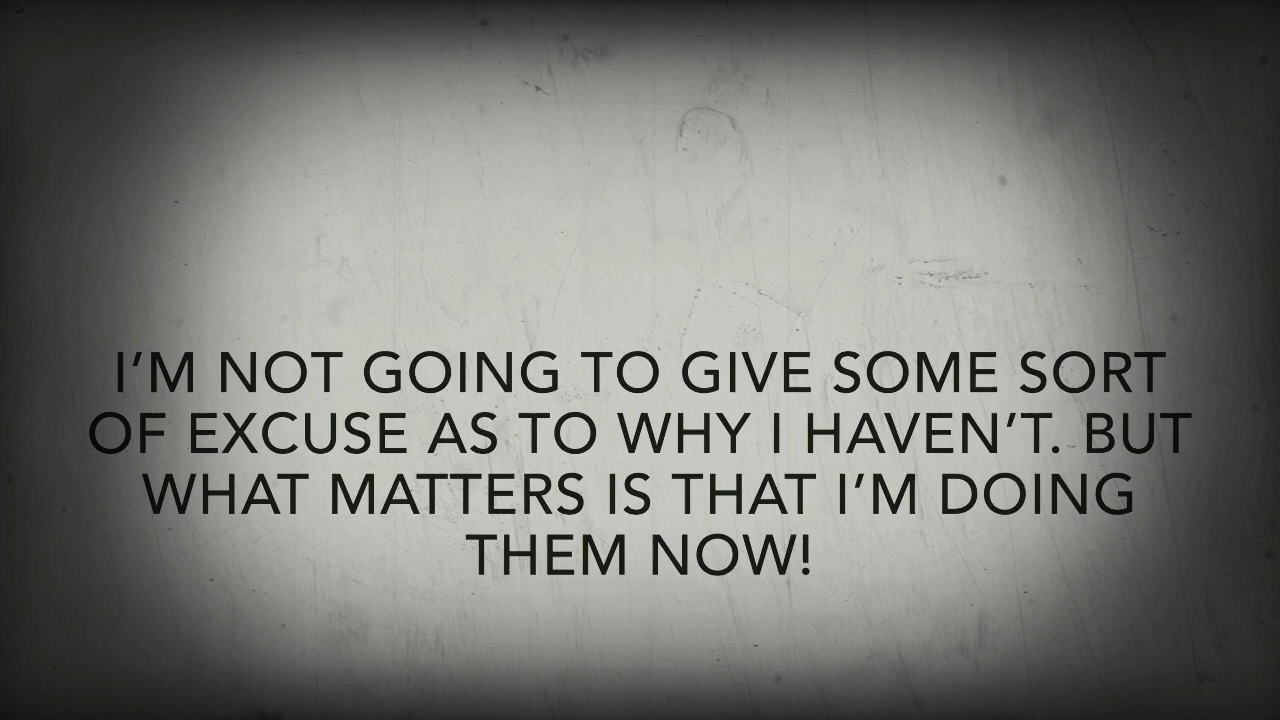 I’M NOT GOING TO GIVE SOME SORT
OF EXCUSE AS TO WHY I HAVEN’T. BUT
WHAT MATTERS IS THAT I’M DOING
THEM NOW!